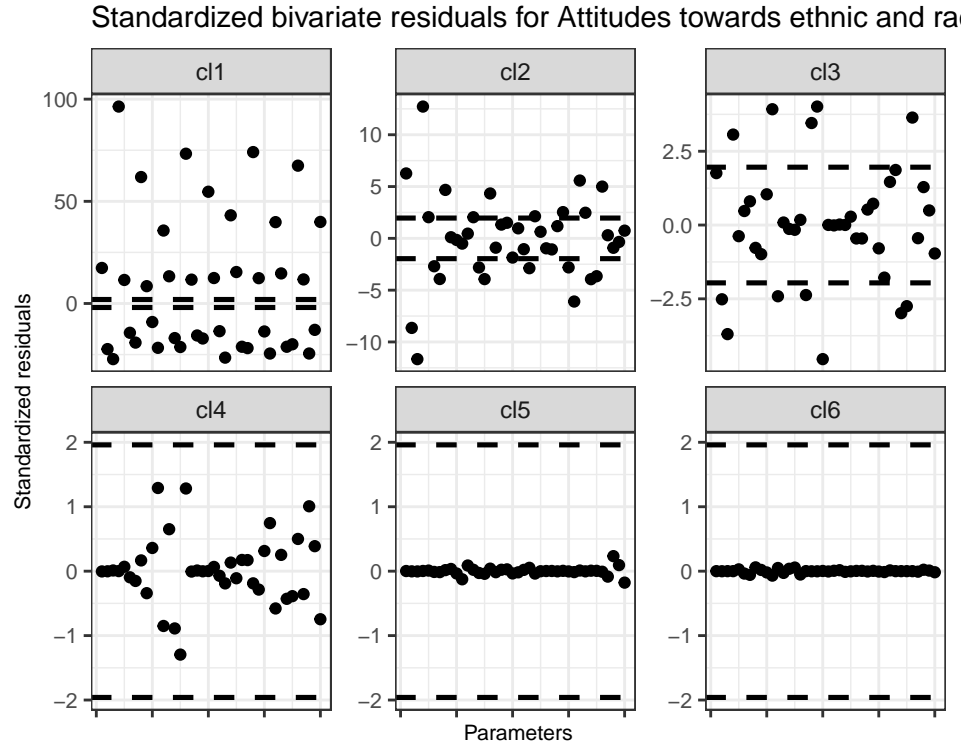 Standardized bivariate residuals for Attitudes towards ethnic and ra
cl1
cl2
cl3
100
50
0
10
5
0
−5
−10
2.5
0.0
−2.5
cl4
cl5
cl6
2
1
0
−1
−2
2
1
0
−1
−2
2
1
0
−1
−2
Standardized residuals
Parameters